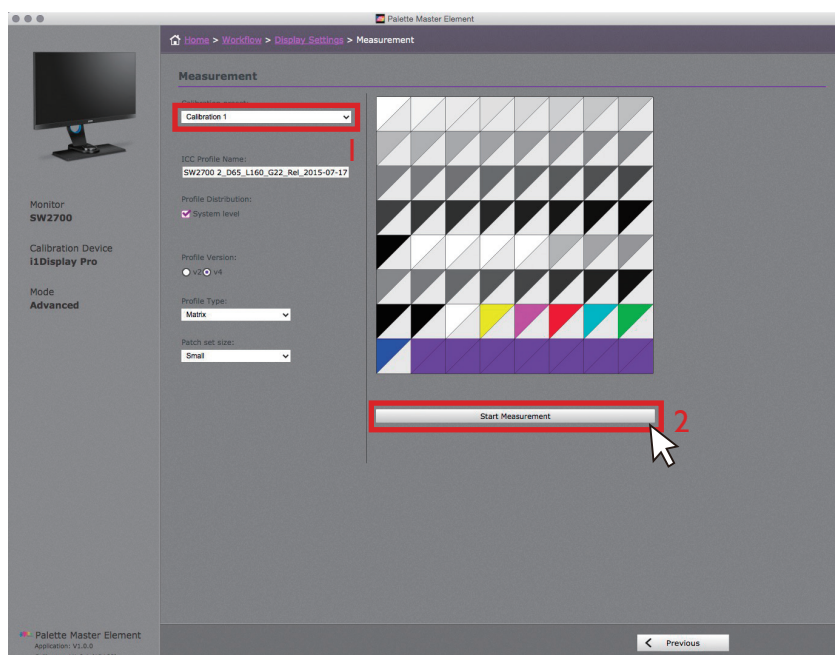 Palette Master Element
Home > Workflow > Display Settings > Measurement
Measurement
Calibration 1
1
ICC Profile Name:
SW2700 2_D65_L160_G22_Rel_2015-07-17
Profile Distribution:
System level
Profile Version:
v2 v4
Profile Type:
Matrix
Patch set size:
Small
Start Measurement
2
Monitor
SW2700
Calibration Device
i1Display Pro
Mode
Advanced
Palette Master Element
Application: V1.0.0
Previous